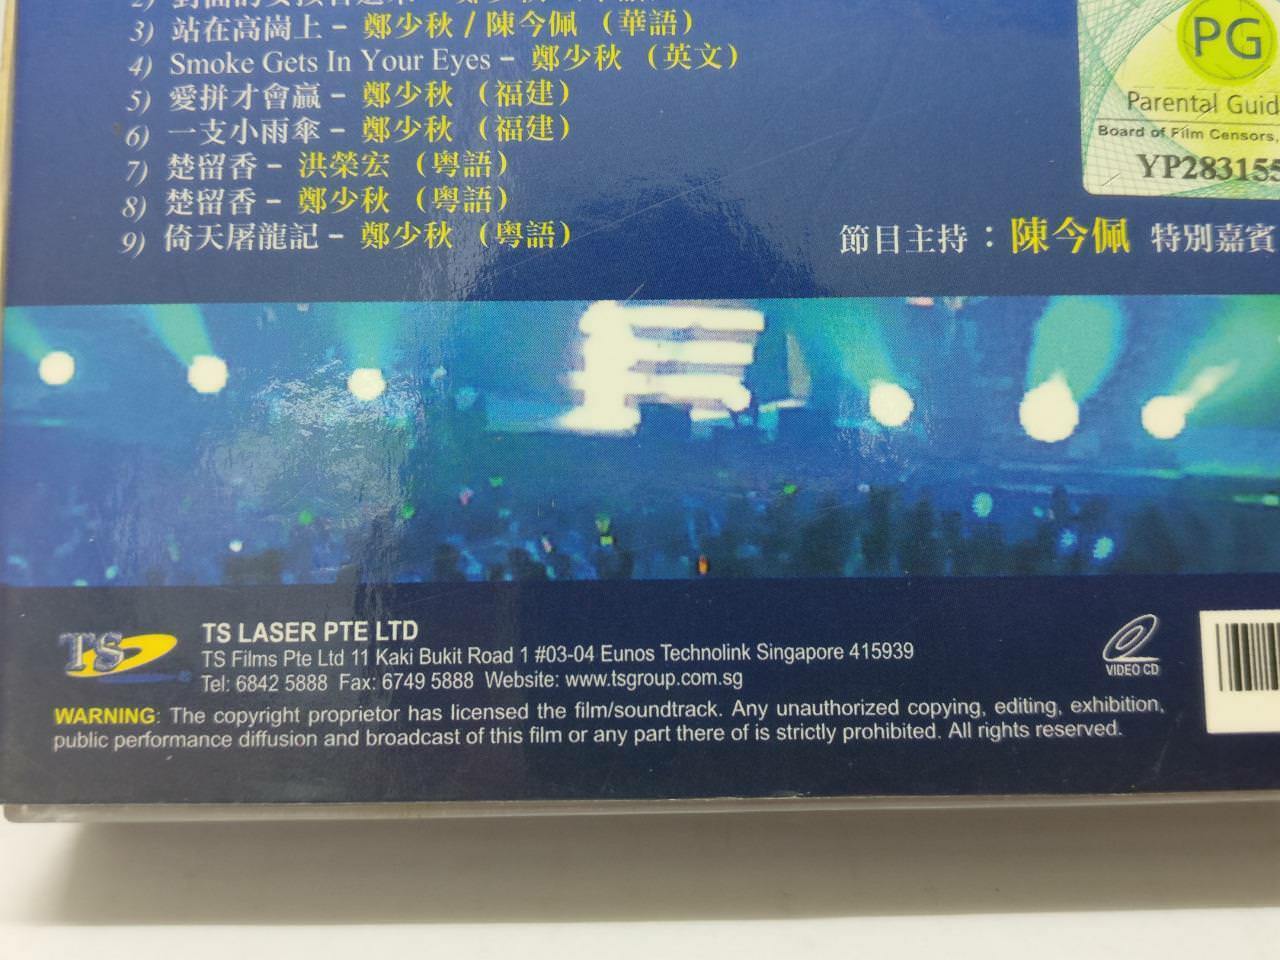 3) 站在高崗上 – 鄭少秋 / 陳今佩 (華語)
4) Smoke Gets In Your Eyes – 鄭少秋 (英文)
5) 愛拼才會贏 – 鄭少秋 (福建)
6) 一支小雨傘 – 鄭少秋 (福建)
7) 楚留香 – 洪榮宏 (粵語)
8) 楚留香 – 鄭少秋 (粵語)
9) 倚天屠龍記 – 鄭少秋 (粵語)
PG
Parental Guid
Board of Film Censors,
YP283155
節目主持：陳今佩 特別嘉賓
TS
TS LASER PTE LTD
TS Films Pte Ltd 11 Kaki Bukit Road 1 #03-04 Eunos Technolink Singapore 415939
Tel: 6842 5888 Fax: 6749 5888 Website: www.tsgroup.com.sg
VIDEO CD
WARNING: The copyright proprietor has licensed the film/soundtrack. Any unauthorized copying, editing, exhibition,
public performance diffusion and broadcast of this film or any part there of is strictly prohibited. All rights reserved.